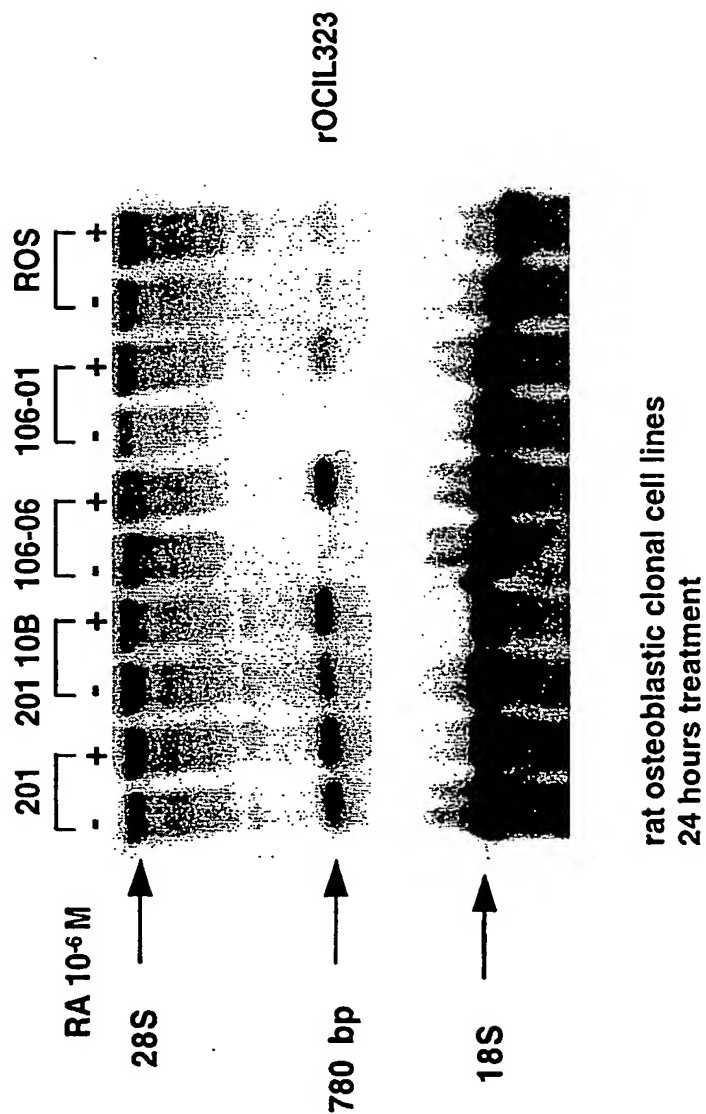 201 201 10B 106-06 106-01 ROS
RA 10⁻⁶ M - + - + - + - + - +
28S
780 bp rOCIL323
18S
rat osteoblastic clonal cell lines
24 hours treatment